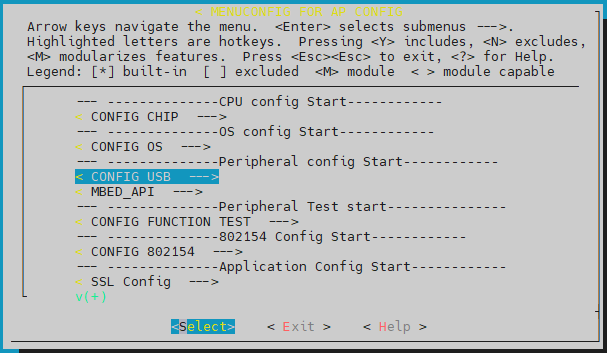 < MENUCONFIG FOR AP CONFIG
Arrow keys navigate the menu.  <Enter> selects submenus --->.
Highlighted letters are hotkeys.  Pressing <Y> includes, <N> excludes,
<M> modularizes features.  Press <Esc><Esc> to exit, <?> for Help.
Legend: [*] built-in  [ ] excluded  <M> module  < > module capable
--- --------------CPU config Start------------
< CONFIG CHIP  --->
--- --------------OS config Start------------
< CONFIG OS  --->
--- --------------Peripheral config Start------------
< CONFIG USB  --->
< MBED_API  --->
--- --------------Peripheral Test start---------------
< CONFIG FUNCTION TEST  --->
--- --------------802154 Config Start------------
< CONFIG 802154  --->
--- --------------Application Config Start------------
< SSL Config  --->
v(+)
<Select>    < Exit >    < Help >